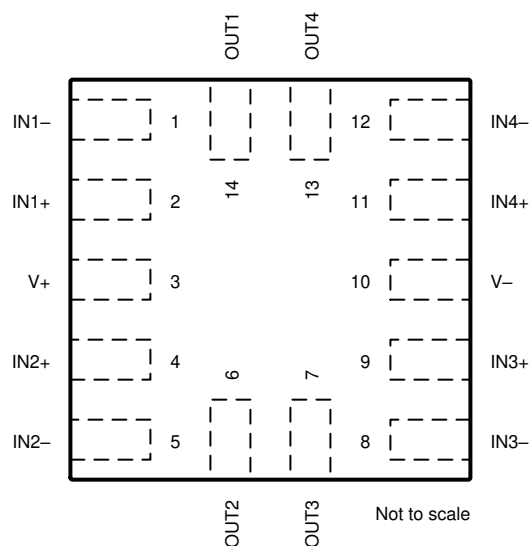 OUT1 OUT4
IN1– 1 12 IN4–
14 13
IN1+ 2 11 IN4+
V+ 3 10 V–
IN2+ 4 9 IN3+
6 7
IN2– 5 8 IN3–
OUT2 OUT3
Not to scale